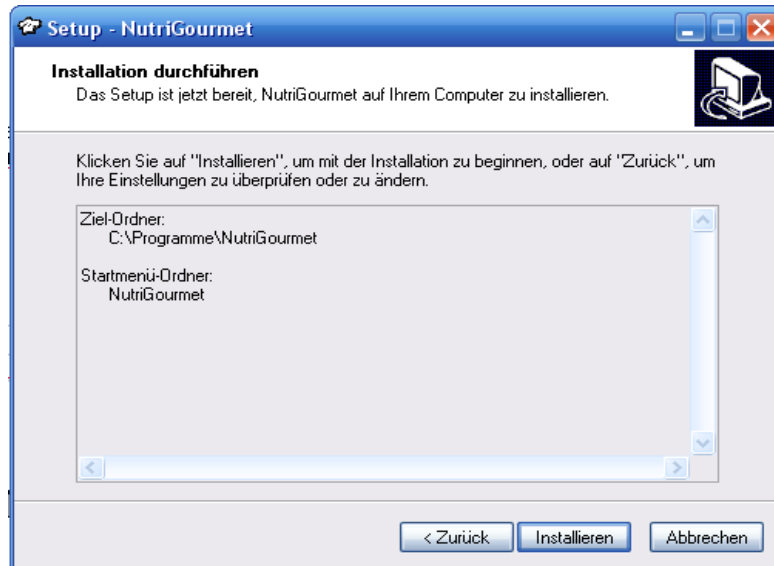 Setup - NutriGourmet
Installation durchführen
Das Setup ist jetzt bereit, NutriGourmet auf Ihrem Computer zu installieren.
Klicken Sie auf "Installieren", um mit der Installation zu beginnen, oder auf "Zurück", um
Ihre Einstellungen zu überprüfen oder zu ändern.
Ziel-Ordner:
C:\Programme\NutriGourmet
Startmenü-Ordner:
NutriGourmet
< Zurück
Installieren
Abbrechen